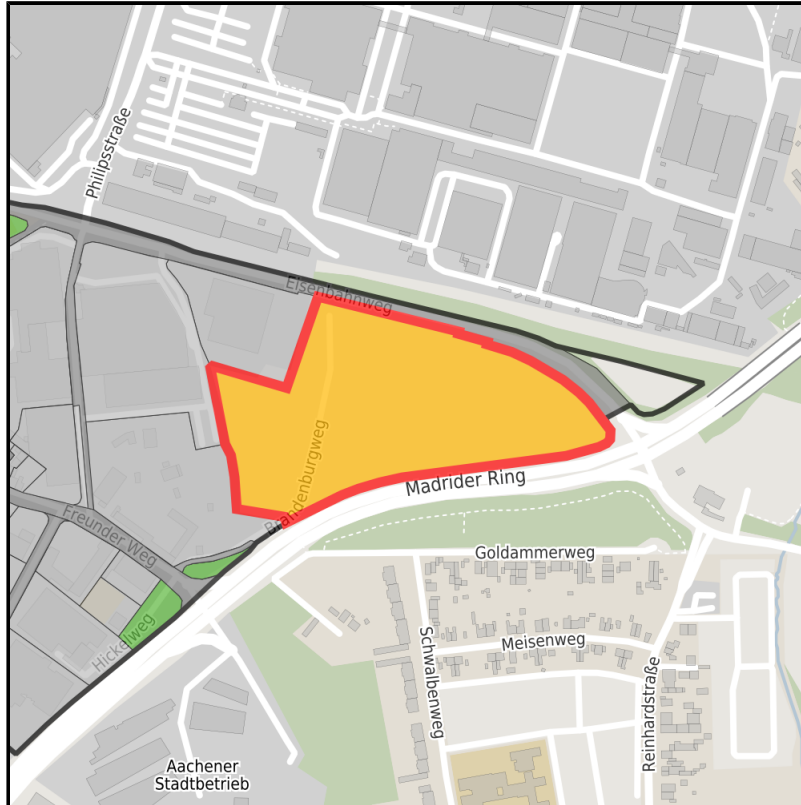 Philipsstraße
Eisenbahnweg
Brandenburgweg
Madrider Ring
Freunder Weg
Goldammerweg
Hickelweg
Schwalbenweg
Meisenweg
Reinhardstraße
Aachener
Stadtbetrieb